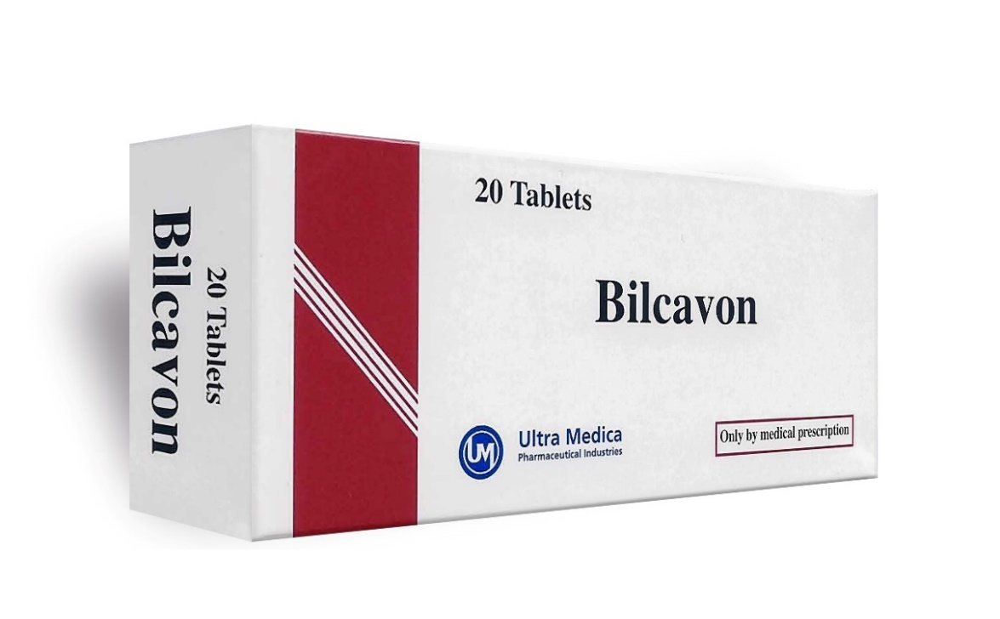 Bilcavon
20 Tablets
20 Tablets
Bilcavon
UM
Ultra Medica
Pharmaceutical Industries
Only by medical prescription